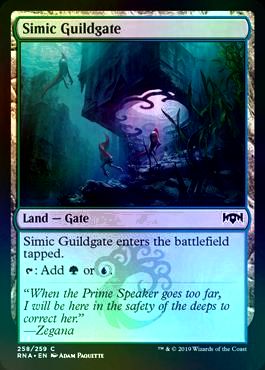 Simic Guildgate
Land — Gate
Simic Guildgate enters the battlefield
tapped.
: Add or .
“When the Prime Speaker goes too far,
I will be here in the safety of the deeps to
correct her.”
—Zegana
258/259 C
RNA • EN Adam Paquette
™ & © 2019 Wizards of the Coast